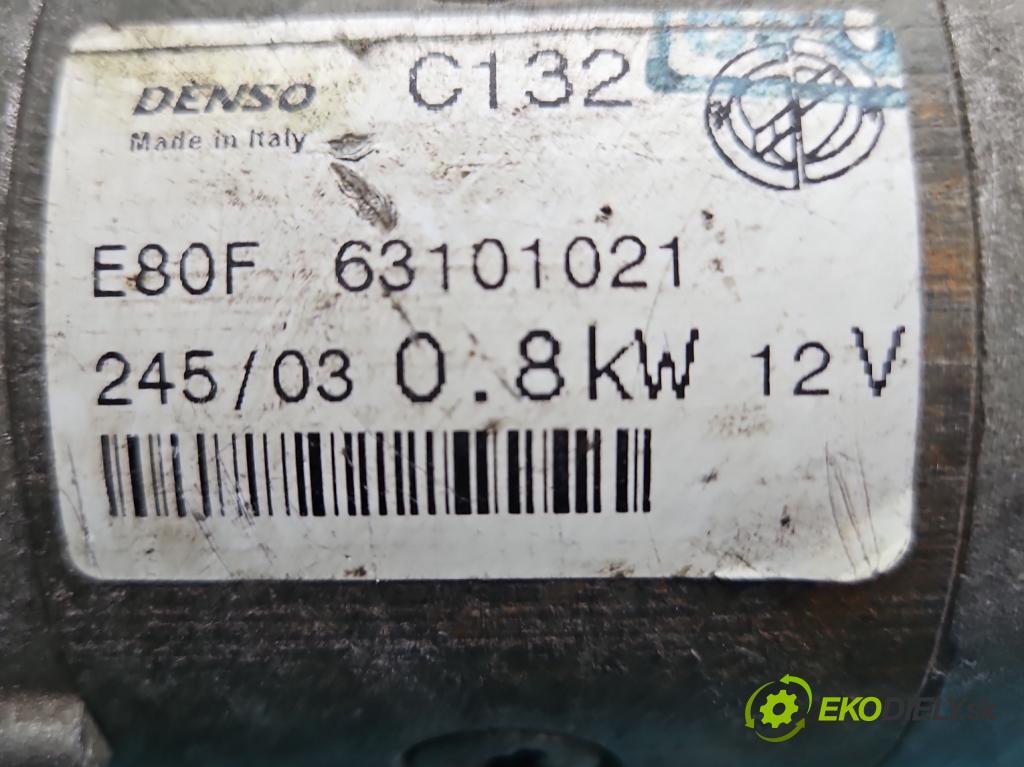 DENSO C132
Made in Italy
E80F 63101021
245/03 0.8kW 12V
EKODIELY.sk